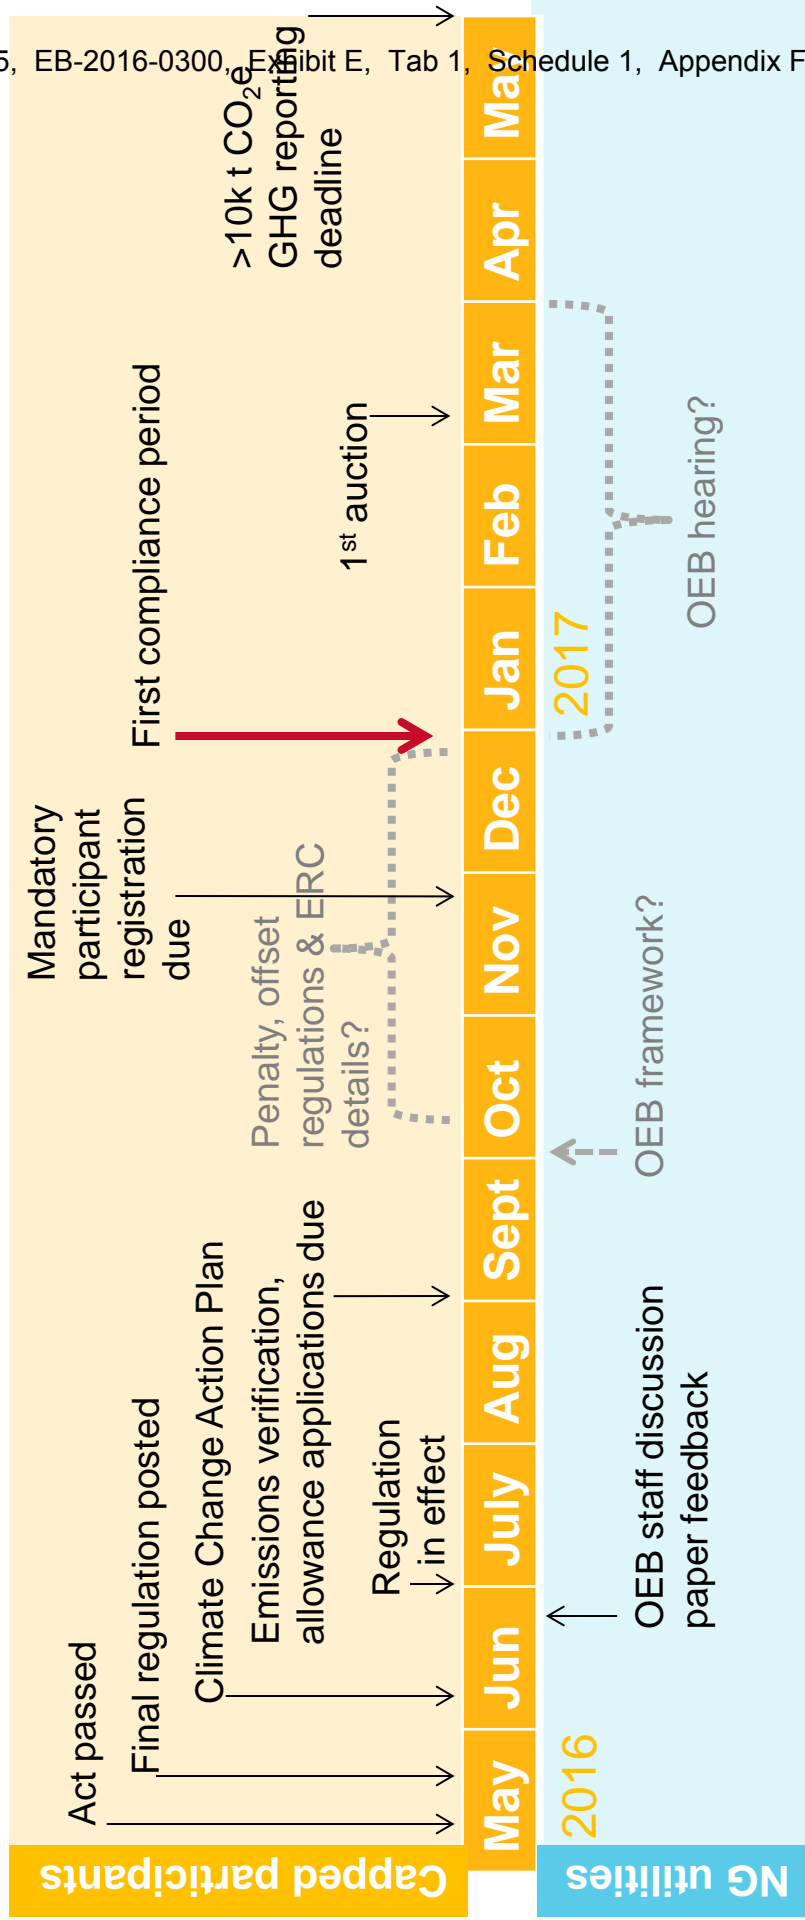 5, EB-2016-0300, Exhibit E, Tab 1, Schedule 1, Appendix F
Capped participants
Act passed
Final regulation posted
Climate Change Action Plan
Emissions verification,
allowance applications due
Regulation
in effect
Mandatory
participant
registration
due
Penalty, offset
regulations & ERC
details?
First compliance period
1st auction
>10k t CO2e
GHG reporting
deadline
May
Jun
July
Aug
Sept
Oct
Nov
Dec
Jan
Feb
Mar
Apr
May
2016
2017
NG utilities
OEB staff discussion
paper feedback
OEB framework?
OEB hearing?